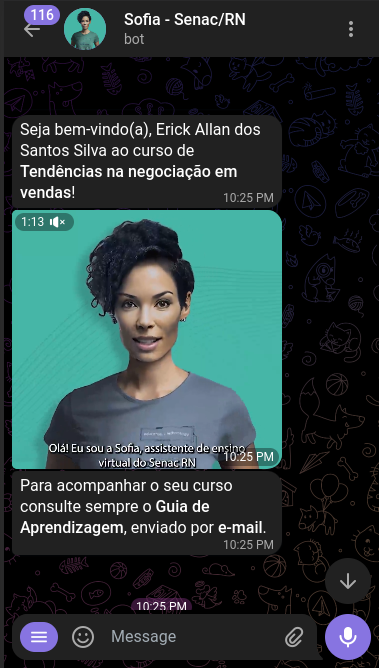 116
Sofia - Senac/RN
bot
Seja bem-vindo(a), Erick Allan dos
Santos Silva ao curso de
Tendências na negociação em
vendas!
10:25 PM
1:13
Olá! Eu sou a Sofia, assistente de ensino
virtual do Senac RN
10:25 PM
Para acompanhar o seu curso
consulte sempre o Guia de
Aprendizagem, enviado por e-mail.
10:25 PM
10:25 PM
Message